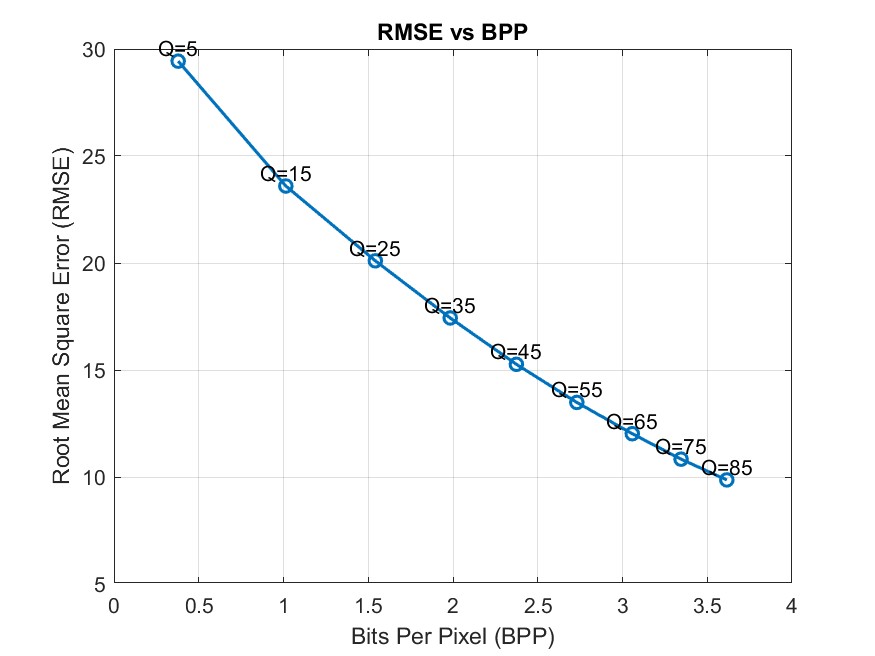 RMSE vs BPP
Root Mean Square Error (RMSE)
30
25
20
15
10
5
Q=5
Q=15
Q=25
Q=35
Q=45
Q=55
Q=65
Q=75
Q=85
0 0.5 1 1.5 2 2.5 3 3.5 4
Bits Per Pixel (BPP)